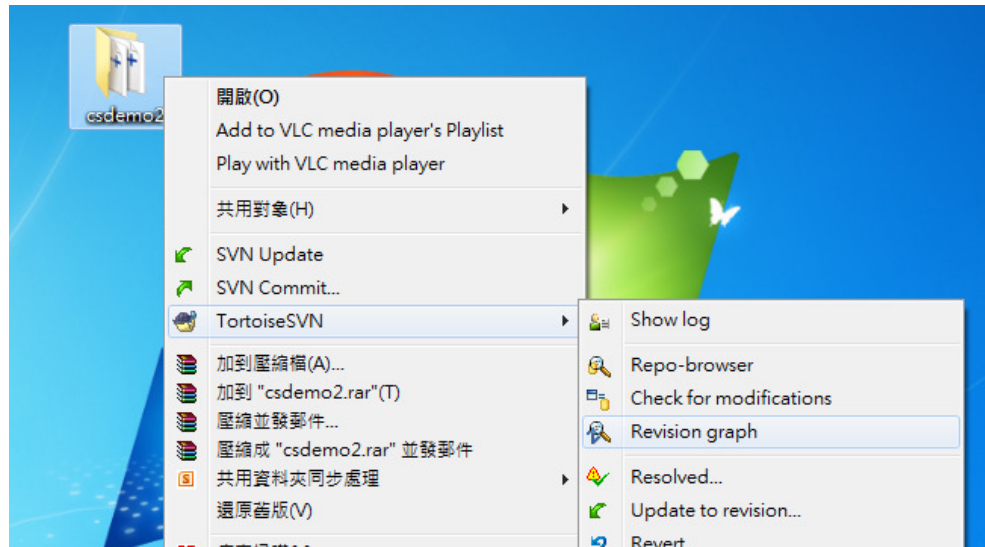 csdemo2
開啟(O)
Add to VLC media player's Playlist
Play with VLC media player
共用對象(H)
SVN Update
SVN Commit...
TortoiseSVN
加到壓縮檔(A)...
加到 "csdemo2.rar"(T)
壓縮並發郵件...
壓縮成 "csdemo2.rar" 並發郵件
共用資料夾同步處理
還原舊版(V)
Show log
Repo-browser
Check for modifications
Revision graph
Resolved...
Update to revision...
Revert